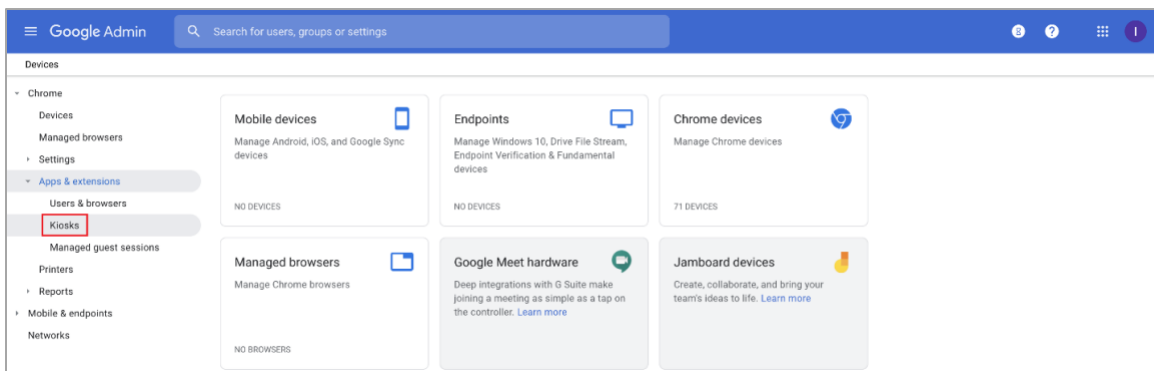 Google Admin
Search for users, groups or settings
I
Devices
Chrome
Devices
Managed browsers
Settings
Apps & extensions
Users & browsers
Kiosks
Managed guest sessions
Printers
Reports
Mobile & endpoints
Networks
Mobile devices
Manage Android, iOS, and Google Sync
devices
NO DEVICES
Endpoints
Manage Windows 10, Drive File Stream,
Endpoint Verification & Fundamental
devices
NO DEVICES
Chrome devices
Manage Chrome devices
71 DEVICES
Managed browsers
Manage Chrome browsers
NO BROWSERS
Google Meet hardware
Deep integrations with G Suite make
joining a meeting as simple as a tap on
the controller. Learn more
Jamboard devices
Create, collaborate, and bring your
team's ideas to life. Learn more